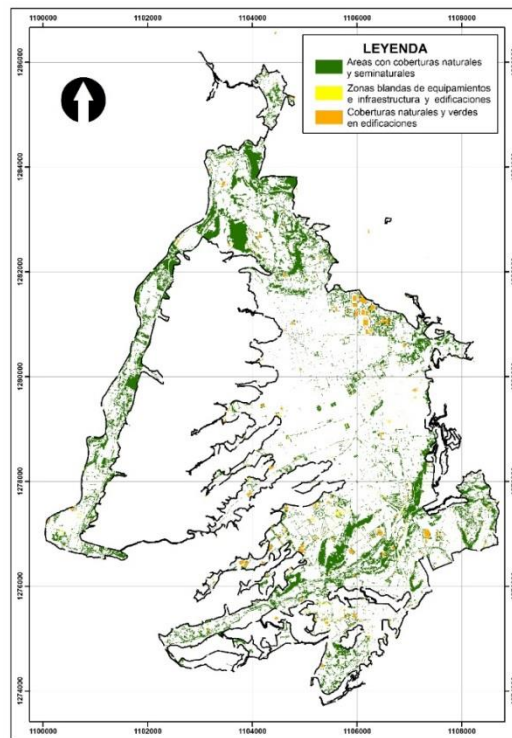 1100000 1102000 1104000 1106000 1108000
LEYENDA
Areas con coberturas naturales
y seminaturales
Zonas blandas de equipamientos
e infraestructura y edificaciones
Coberturas naturales y verdes
en edificaciones
1286000
1284000
1282000
1280000
1278000
1276000
1274000
1100000 1102000 1104000 1106000 1108000